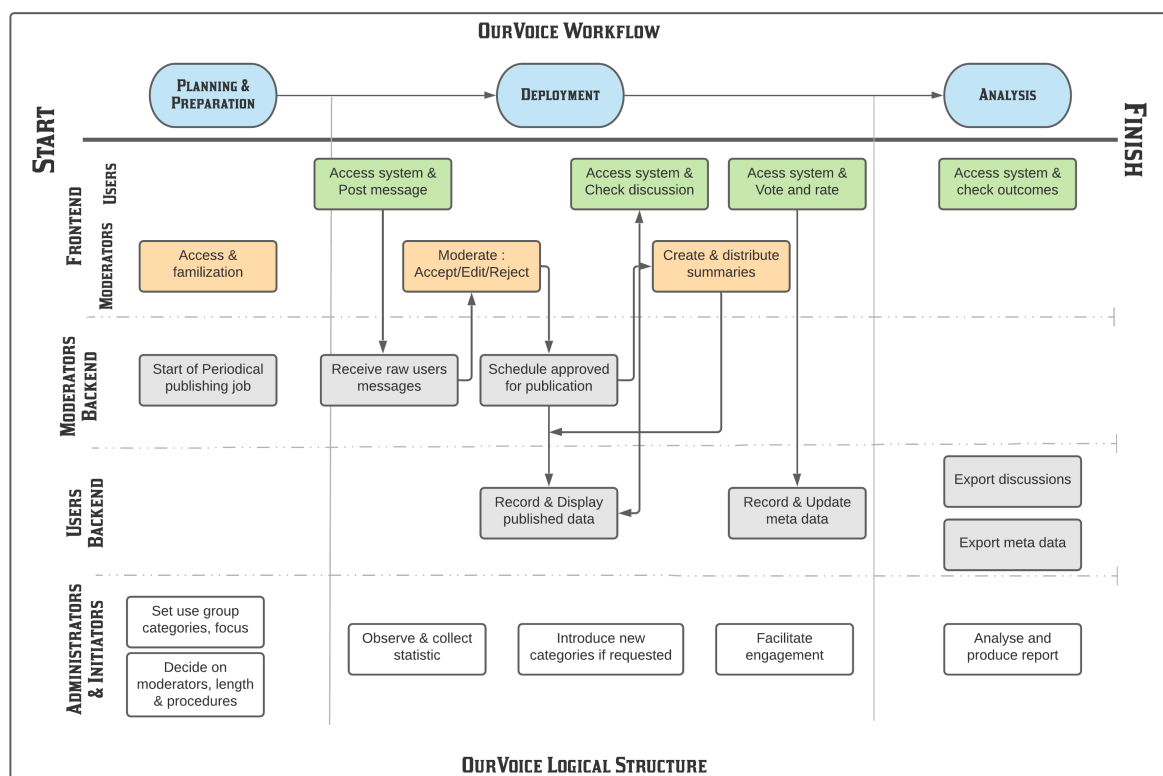 OurVoice Workflow
Planning &
Preparation
Deployment
Analysis
Start
Finish
Frontend
Users
Access system &
Post message
Access system &
Check discussion
Acess system &
Vote and rate
Access system &
check outcomes
Moderators
Access &
familization
Moderate :
Accept/Edit/Reject
Create & distribute
summaries
Moderators
Backend
Start of Periodical
publishing job
Receive raw users
messages
Schedule approved
for publication
Users
Backend
Record & Display
published data
Record & Update
meta data
Export discussions
Export meta data
Administrators
& Initiators
Set use group
categories, focus
Decide on
moderators, length
& procedures
Observe & collect
statistic
Introduce new
categories if requested
Facilitate
engagement
Analyse and
produce report
OurVoice Logical Structure